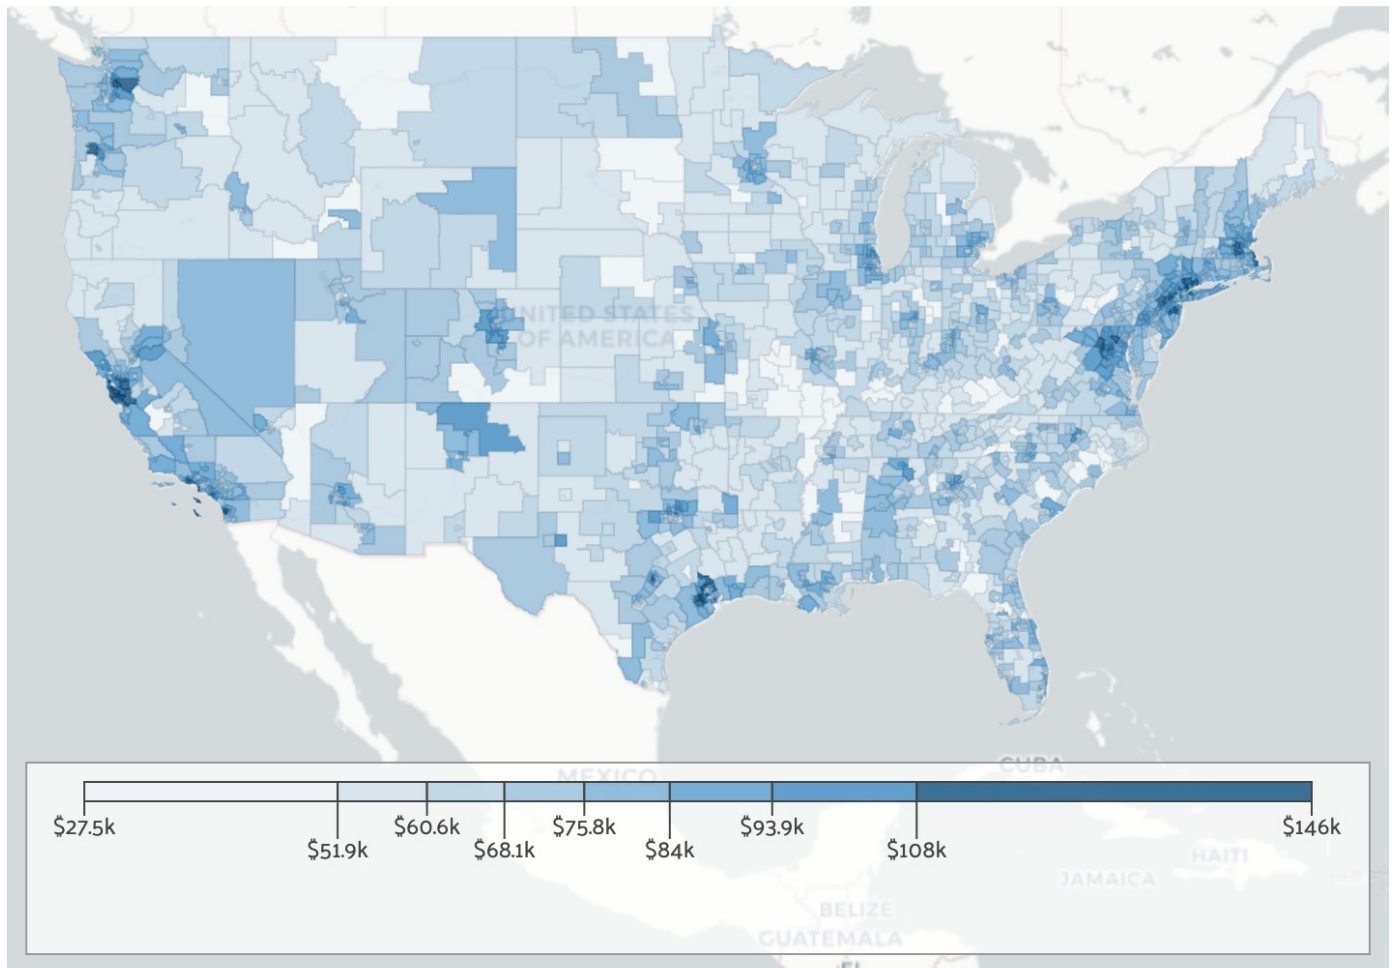 UNITED STATES
OF AMERICA
MEXICO
CUBA
$27.5k $60.6k $75.8k $93.9k $146k
$51.9k $68.1k $84k $108k
HAITI
JAMAICA
BELIZE
GUATEMALA